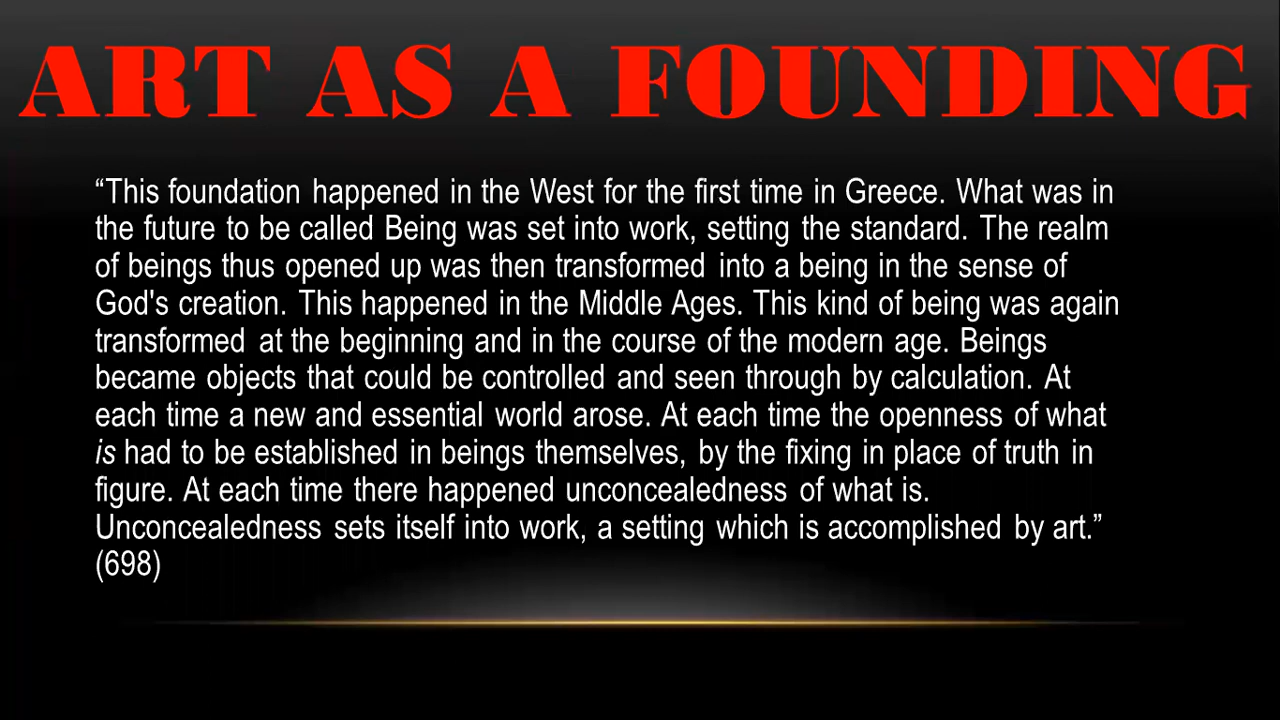 ART AS A FOUNDING
“This foundation happened in the West for the first time in Greece. What was in
the future to be called Being was set into work, setting the standard. The realm
of beings thus opened up was then transformed into a being in the sense of
God's creation. This happened in the Middle Ages. This kind of being was again
transformed at the beginning and in the course of the modern age. Beings
became objects that could be controlled and seen through by calculation. At
each time a new and essential world arose. At each time the openness of what
is had to be established in beings themselves, by the fixing in place of truth in
figure. At each time there happened unconcealedness of what is.
Unconcealedness sets itself into work, a setting which is accomplished by art.”
(698)